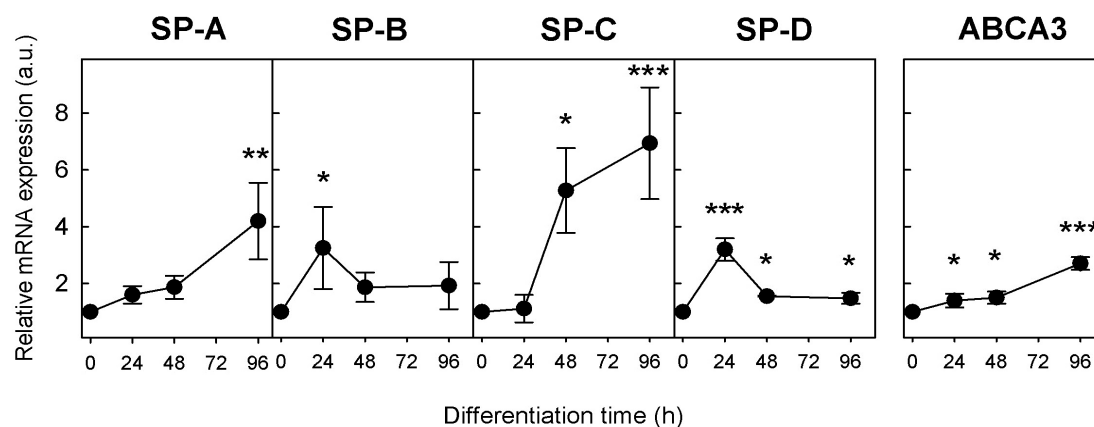 SP-A SP-B SP-C SP-D ABCA3
Relative mRNA expression (a.u.)
8
6
4
2
** * * *** *** * * * * ***
0 24 48 72 96 0 24 48 72 96 0 24 48 72 96 0 24 48 72 96 0 24 48 72 96
Differentiation time (h)